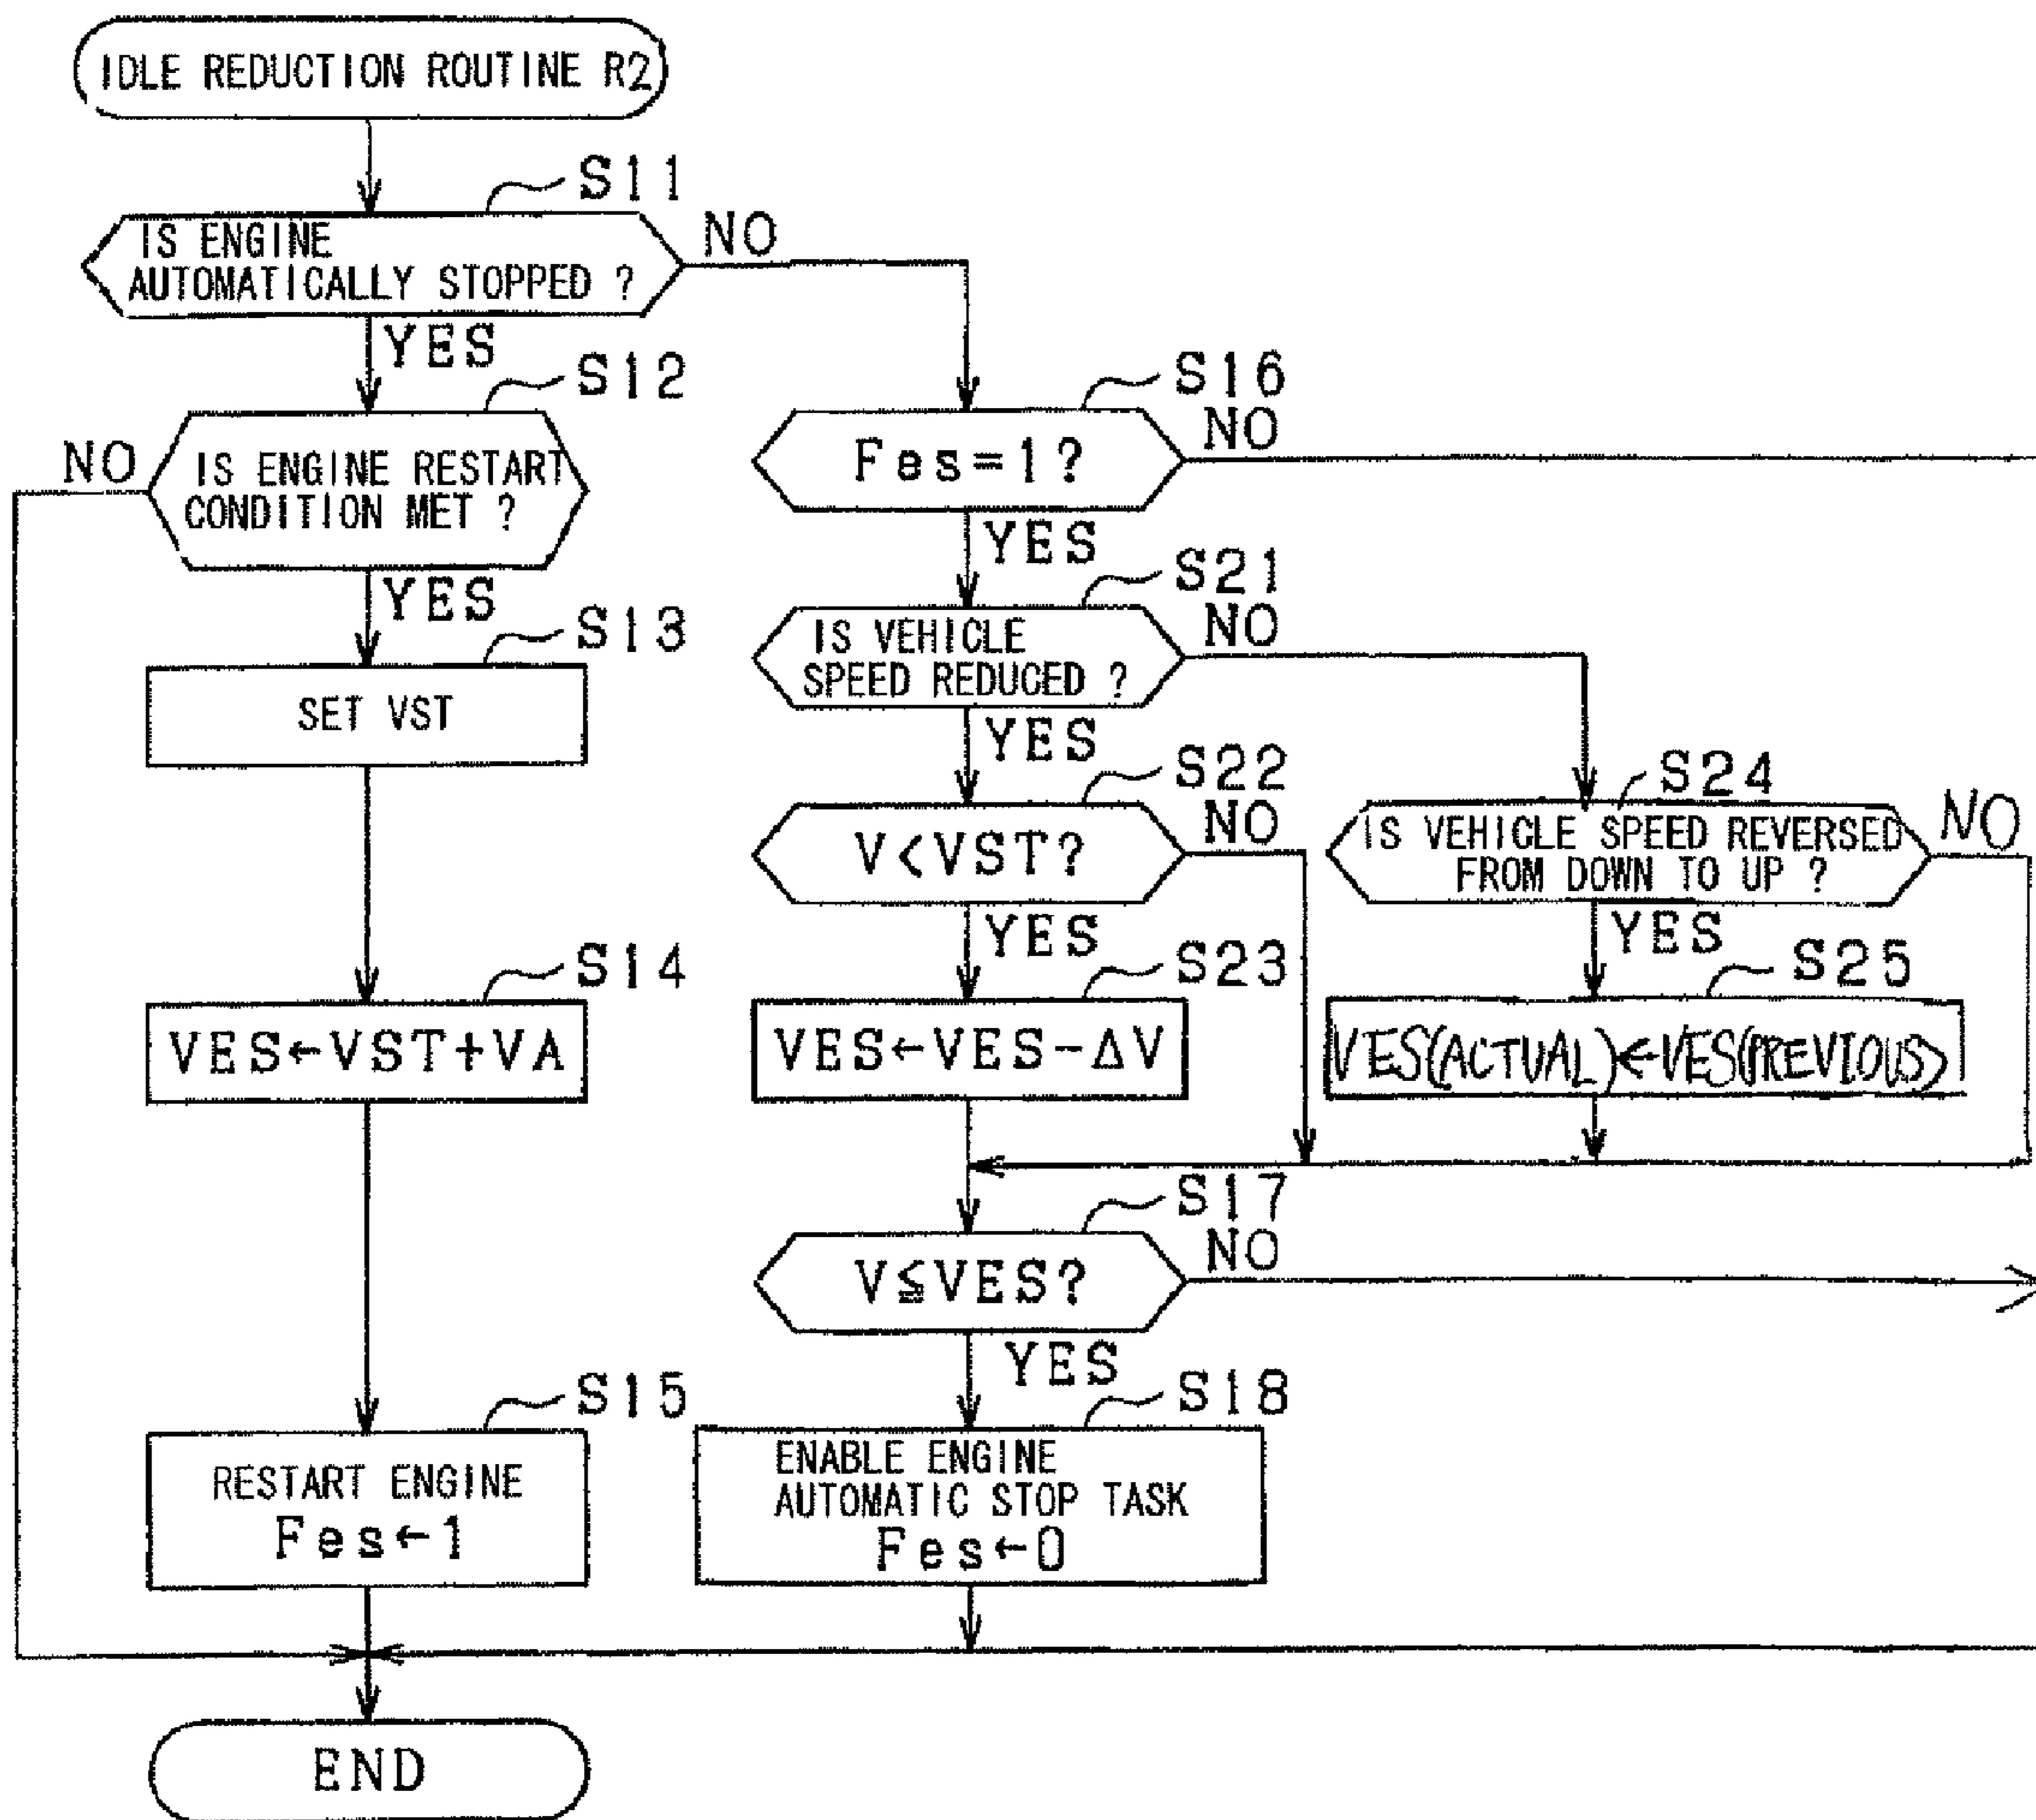 IDLE REDUCTION ROUTINE R2
S11
IS ENGINE
AUTOMATICALLY STOPPED ?
NO
YES
S12
NO
IS ENGINE RESTART
CONDITION MET ?
YES
S13
SET VST
S14
VES←VST+VA
S15
RESTART ENGINE
Fes←1
S16
Fes=1?
NO
YES
S21
IS VEHICLE
SPEED REDUCED ?
NO
YES
S22
V<VST?
NO
YES
S23
VES←VES-ΔV
S24
IS VEHICLE SPEED REVERSED
FROM DOWN TO UP ?
NO
YES
S25
VES(ACTUAL)←VES(PREVIOUS)
S17
V≦VES?
NO
YES
S18
ENABLE ENGINE
AUTOMATIC STOP TASK
Fes←0
END